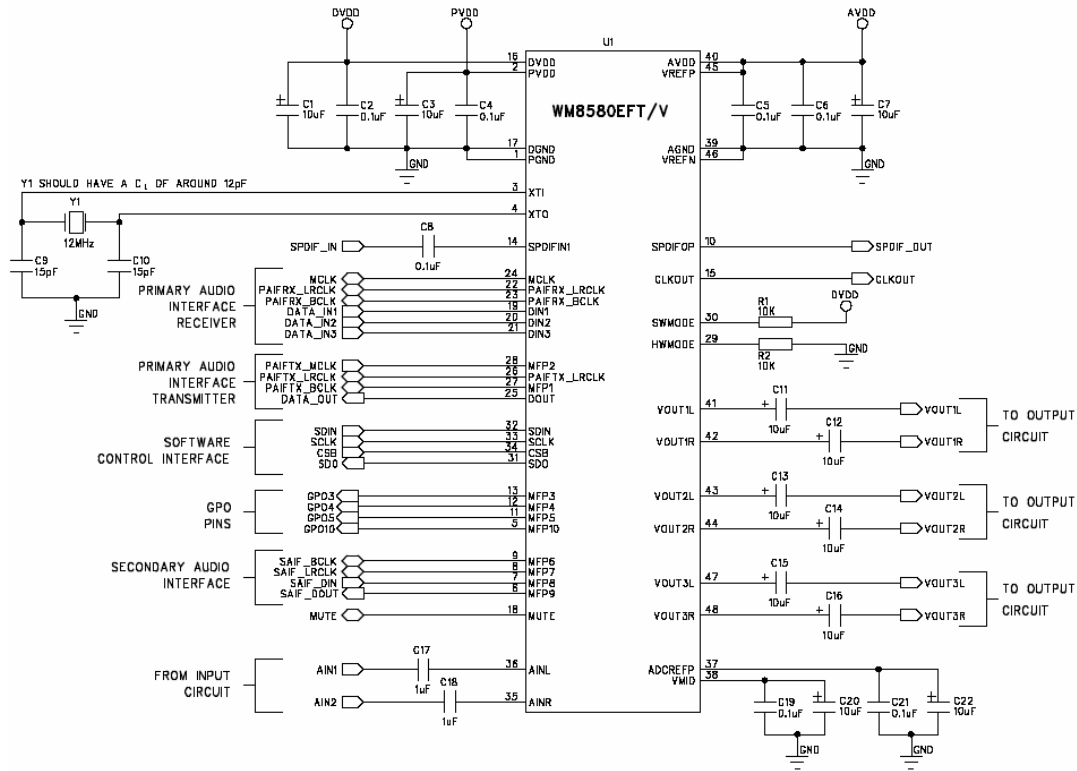 DVDD
PVDD
AVDD
U1
WM8580EFT/V
16 DVDD
2 PVDD
17 DGND
1 PGND
AVDD 40
VREFP 45
AGND 39
VREFN 46
C1 10uF
C2 0.1uF
C3 10uF
C4 0.1uF
C5 0.1uF
C6 0.1uF
C7 10uF
GND
GND
Y1 SHOULD HAVE A CL OF AROUND 12pF
Y1
12MHz
C9 15pF
C10 15pF
GND
3 XTI
4 XTO
SPDIF_IN C8 0.1uF 14 SPDIFIN1
SPDIFOP 10 SPDIF_OUT
CLKOUT 15 CLKOUT
PRIMARY AUDIO
INTERFACE
RECEIVER
MCLK 24 MCLK
PAIFRX_LRCLK 22 PAIFRX_LRCLK
PAIFRX_BCLK 23 PAIFRX_BCLK
DATA_IN1 19 DIN1
DATA_IN2 20 DIN2
DATA_IN3 21 DIN3
DVDD
SWMODE 30 R1 10K
HWMODE 29 R2 10K GND
PRIMARY AUDIO
INTERFACE
TRANSMITTER
PAIFTX_MCLK 28 MFP2
PAIFTX_LRCLK 26 PAIFTX_LRCLK
PAIFTX_BCLK 27 MFP1
DATA_OUT 25 DOUT
SOFTWARE
CONTROL INTERFACE
SDIN 32 SDIN
SCLK 33 SCLK
CSB 34 CSB
SDO 31 SDO
GPO
PINS
GPO3 13 MFP3
GPO4 12 MFP4
GPO5 11 MFP5
GPO10 5 MFP10
SECONDARY AUDIO
INTERFACE
SAIF_BCLK 9 MFP6
SAIF_LRCLK 8 MFP7
SAIF_DIN 7 MFP8
SAIF_DOUT 6 MFP9
MUTE 18 MUTE
FROM INPUT
CIRCUIT
AIN1 C17 1uF 36 AINL
AIN2 C18 1uF 35 AINR
VOUT1L 41 C11 10uF VOUT1L
VOUT1R 42 C12 10uF VOUT1R
TO OUTPUT
CIRCUIT
VOUT2L 43 C13 10uF VOUT2L
VOUT2R 44 C14 10uF VOUT2R
TO OUTPUT
CIRCUIT
VOUT3L 47 C15 10uF VOUT3L
VOUT3R 48 C16 10uF VOUT3R
TO OUTPUT
CIRCUIT
ADCREFP 37
VMID 38
C19 0.1uF
C20 10uF
C21 0.1uF
C22 10uF
GND
GND